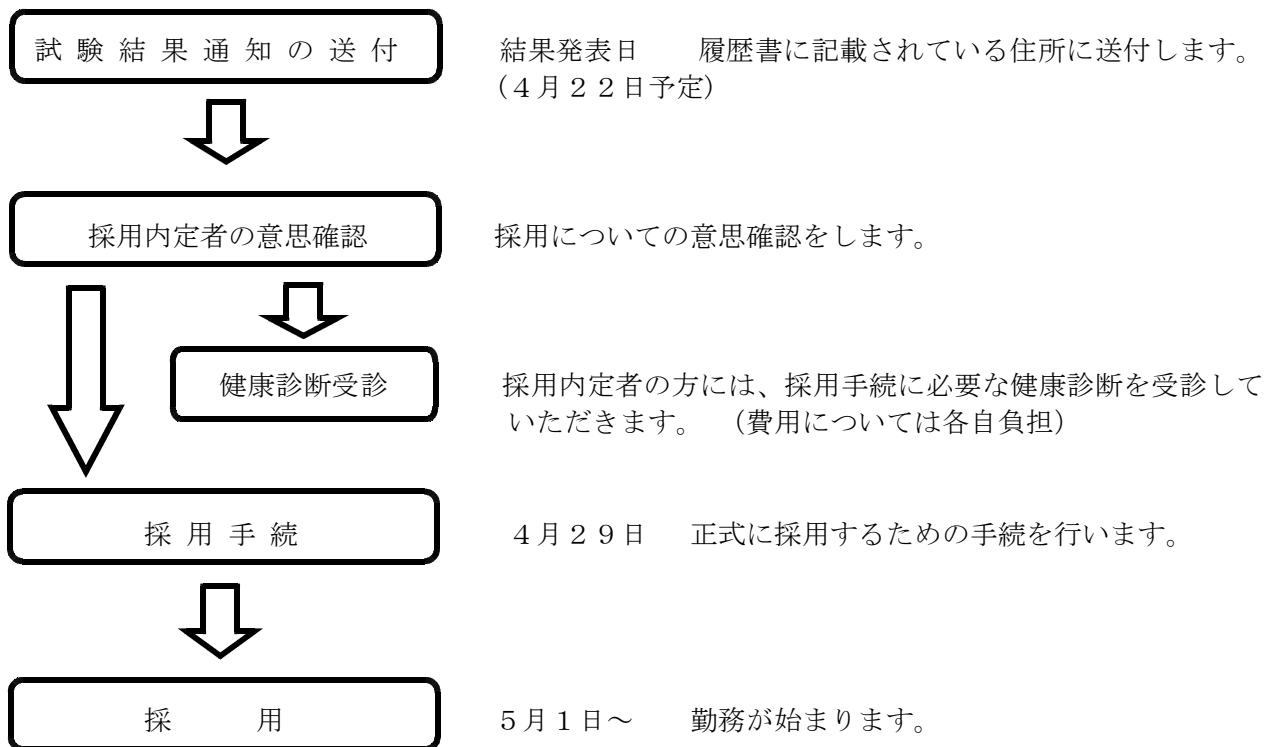 試験結果通知の送付　　結果発表日　　履歴書に記載されている住所に送付します。
（４月２２日予定）
採用内定者の意思確認　　採用についての意思確認をします。
健康診断受診　　採用内定者の方には、採用手続に必要な健康診断を受診して
いただきます。　（費用については各自負担）
採用手続　　４月２９日　　正式に採用するための手続を行います。
採　用　　５月１日～　　勤務が始まります。